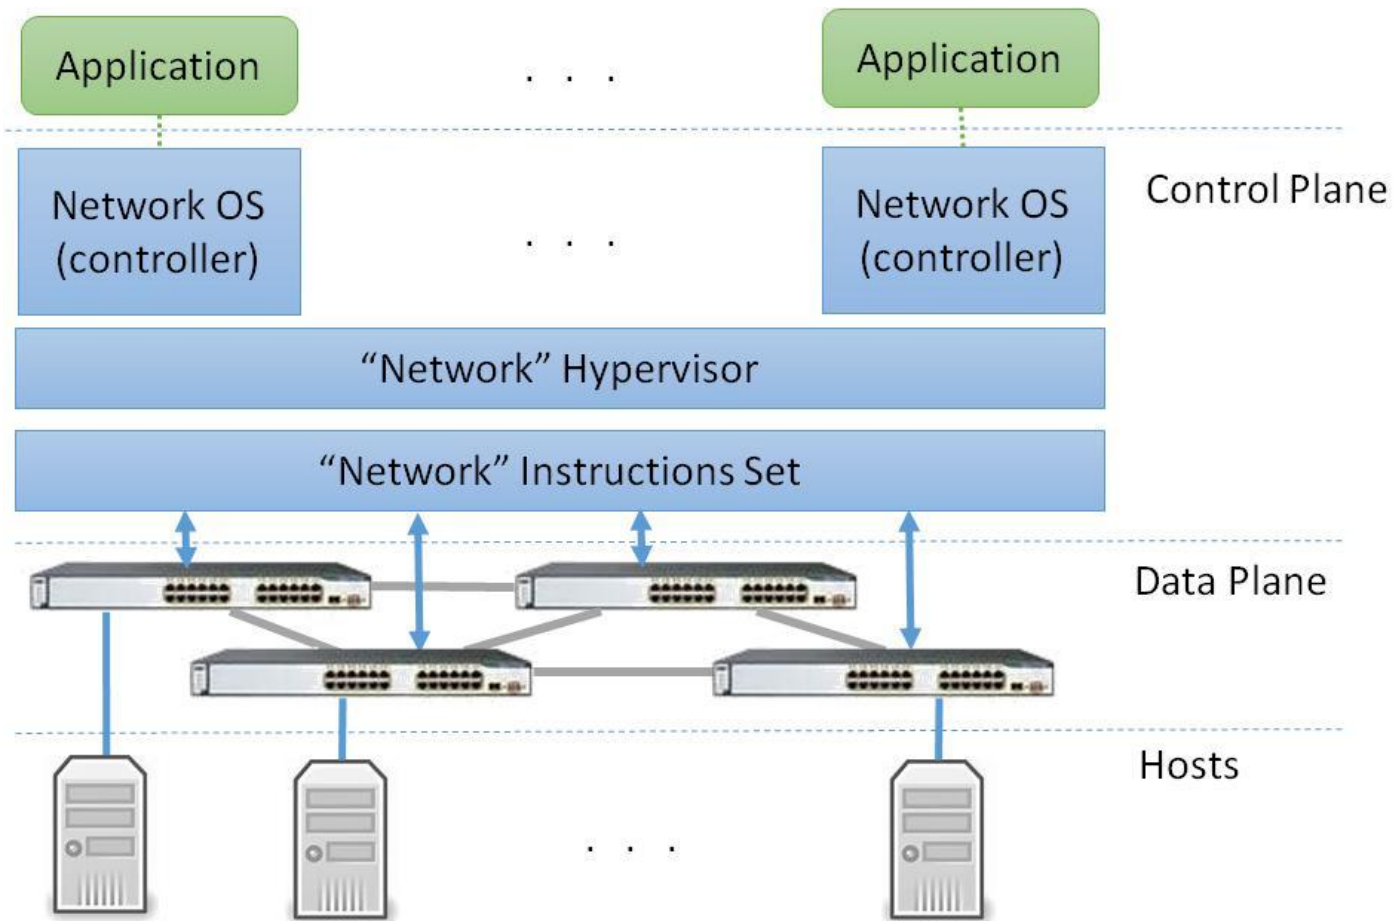 Application
. . .
Application
Network OS
(controller)
. . .
Network OS
(controller)
Control Plane
“Network” Hypervisor
“Network” Instructions Set
Data Plane
Hosts
. . .